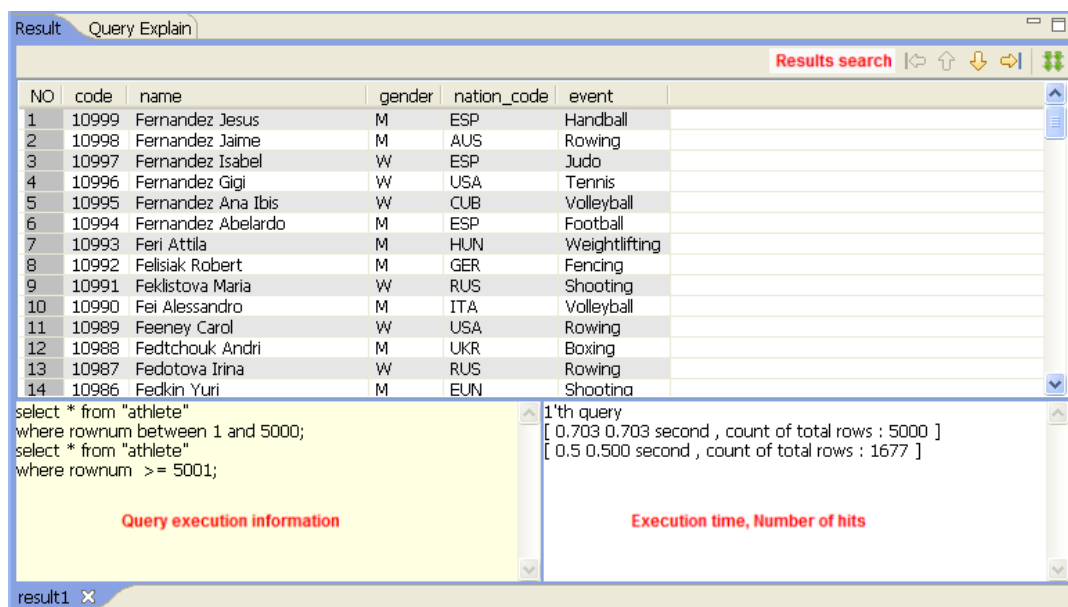 Result Query Explain
Results search
NO code name gender nation_code event
1 10999 Fernandez Jesus M ESP Handball
2 10998 Fernandez Jaime M AUS Rowing
3 10997 Fernandez Isabel W ESP Judo
4 10996 Fernandez Gigi W USA Tennis
5 10995 Fernandez Ana Ibis W CUB Volleyball
6 10994 Fernandez Abelardo M ESP Football
7 10993 Feri Attila M HUN Weightlifting
8 10992 Felisiak Robert M GER Fencing
9 10991 Feklistova Maria W RUS Shooting
10 10990 Fei Alessandro M ITA Volleyball
11 10989 Feeney Carol W USA Rowing
12 10988 Fedtchouk Andri M UKR Boxing
13 10987 Fedotova Irina W RUS Rowing
14 10986 Fedkin Yuri M EUN Shooting
select * from "athlete"
where rownum between 1 and 5000;
select * from "athlete"
where rownum >= 5001;
Query execution information
1'th query
[ 0.703 0.703 second , count of total rows : 5000 ]
[ 0.5 0.500 second , count of total rows : 1677 ]
Execution time, Number of hits
result1